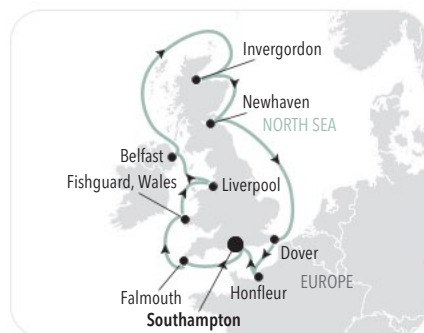 Invergordon
Newhaven
NORTH SEA
Belfast
Fishguard, Wales
Liverpool
Dover
EUROPE
Honfleur
Falmouth
Southampton